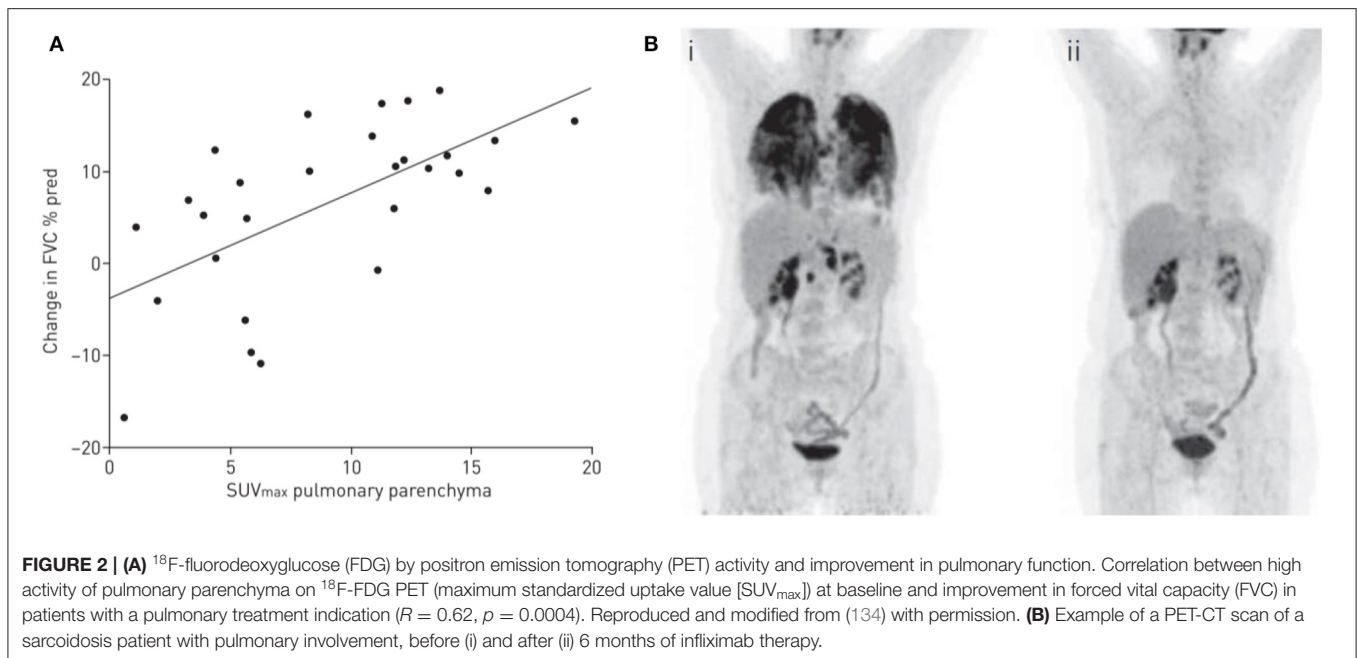 A
B
i
ii
20
10
0
−10
−20
Change in FVC % pred
0
5
10
15
20
SUVmax pulmonary parenchyma
FIGURE 2 | (A) 18F-fluorodeoxyglucose (FDG) by positron emission tomography (PET) activity and improvement in pulmonary function. Correlation between high
activity of pulmonary parenchyma on 18F-FDG PET (maximum standardized uptake value [SUVmax]) at baseline and improvement in forced vital capacity (FVC) in
patients with a pulmonary treatment indication (R = 0.62, p = 0.0004). Reproduced and modified from (134) with permission. (B) Example of a PET-CT scan of a
sarcoidosis patient with pulmonary involvement, before (i) and after (ii) 6 months of infliximab therapy.